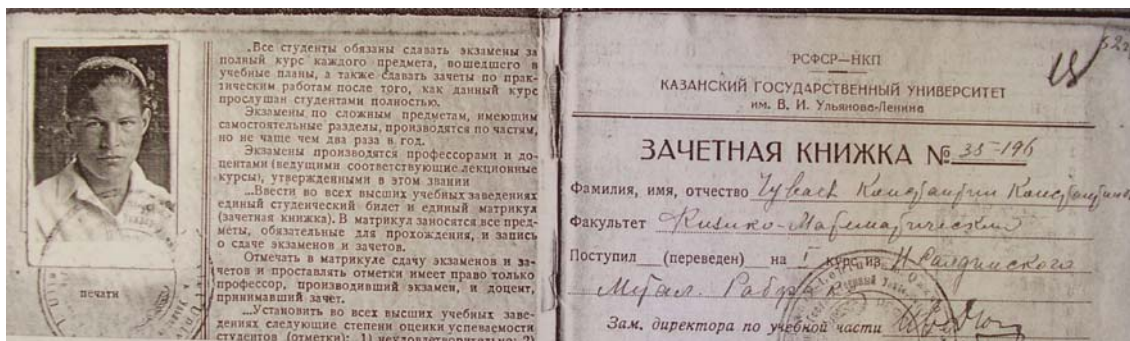 „Все студенты обязаны сдавать экзамены за
полный курс каждого предмета, вошедшего в
учебные планы, а также сдавать зачеты по прак-
тическим работам после того, как данный курс
прослушан студентами полностью.
Экзамены по сложным предметам, имеющим
самостоятельные разделы, производятся по частям,
но не чаще чем два раза в год.
Экзамены производятся профессорами и до-
центами (ведущими соответствующие лекционные
курсы), утвержденными в этом звании
...Ввести во всех высших учебных заведениях
единый студенческий билет и единый матрикул
(зачетная книжка). В матрикул заносятся все пред-
меты, обязательные для прохождения, и запись
о сдаче экзаменов и зачетов.
Отмечать в матрикуле сдачу экзаменов и за-
четов и проставлять отметки имеет право только
профессор, производивший экзамен, и доцент,
принимавший зачет.
...Установить во всех высших учебных заве-
дениях следующие степени оценки успеваемости
студентов (отметки): 1) неудовлетворительно; 2)
печати
РСФСР—НКП
КАЗАНСКИЙ ГОСУДАРСТВЕННЫЙ УНИВЕРСИТЕТ
им. В. И. Ульянова-Ленина
ЗАЧЕТНАЯ КНИЖКА № 35-196
Фамилия, имя, отчество Константин
Факультет Физико-Математический
Поступил (переведен) на I курс из
Зам. директора по учебной части